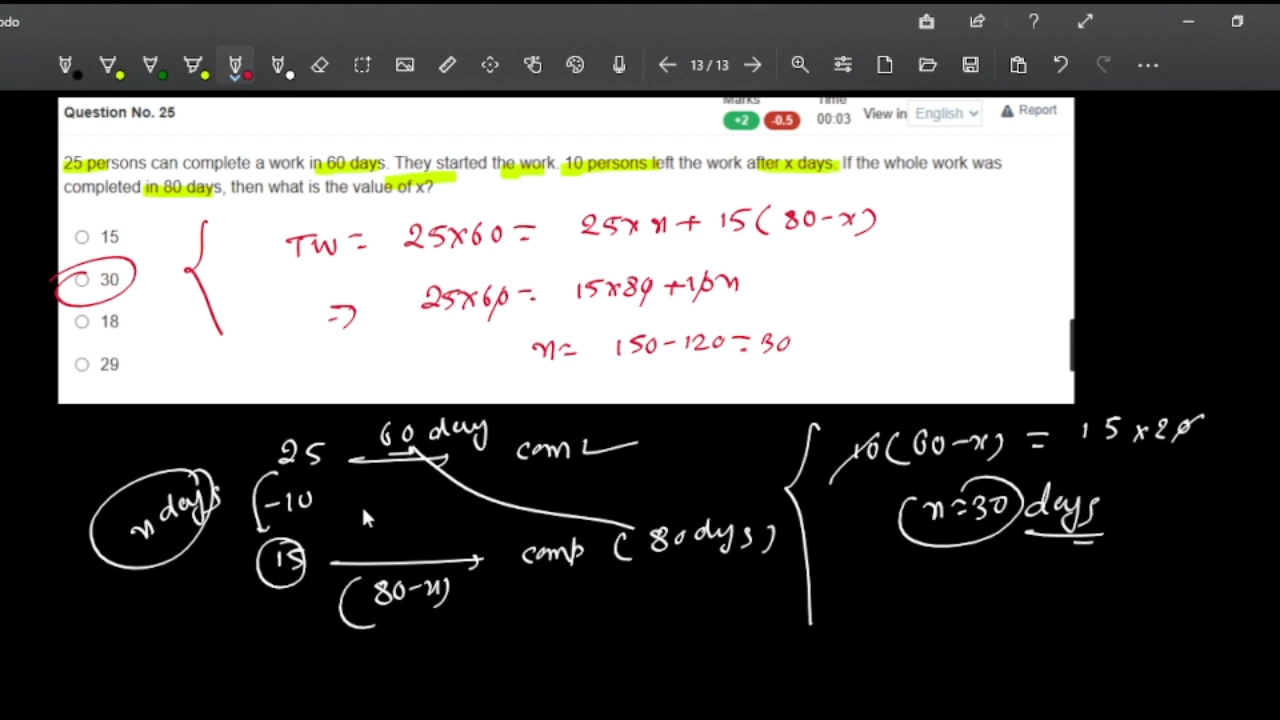 odo
13 / 13
Question No. 25
Marks
+2 -0.5
Time
00:03
View in English
Report
25 persons can complete a work in 60 days. They started the work. 10 persons left the work after x days. If the whole work was
completed in 80 days, then what is the value of x?
15
30
18
29
TW = 25×60 = 25×x + 15(80-x)
⇒ 25×60 = 15×80 + 10x
x = 150-120 = 30
25 60 day com
x days
-10
15 comp (80 dys)
(80-x)
10(60-x) = 15×20
x=30 days